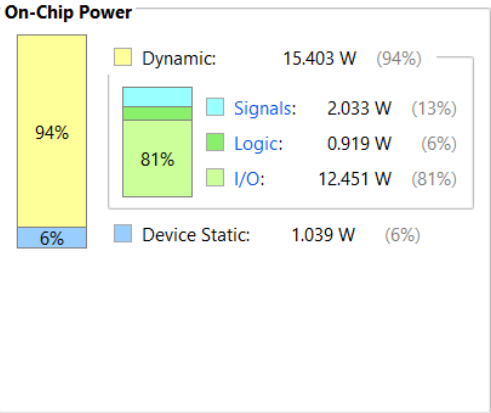 On-Chip Power
94%
6%
Dynamic: 15.403 W (94%)
81%
Signals: 2.033 W (13%)
Logic: 0.919 W (6%)
I/O: 12.451 W (81%)
Device Static: 1.039 W (6%)